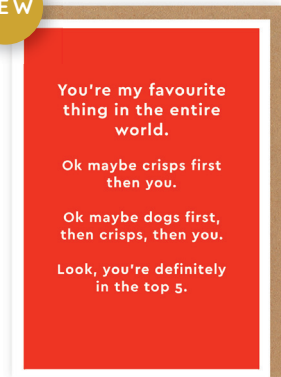 EW
You're my favourite
thing in the entire
world.
Ok maybe crisps first
then you.
Ok maybe dogs first,
then crisps, then you.
Look, you're definitely
in the top 5.